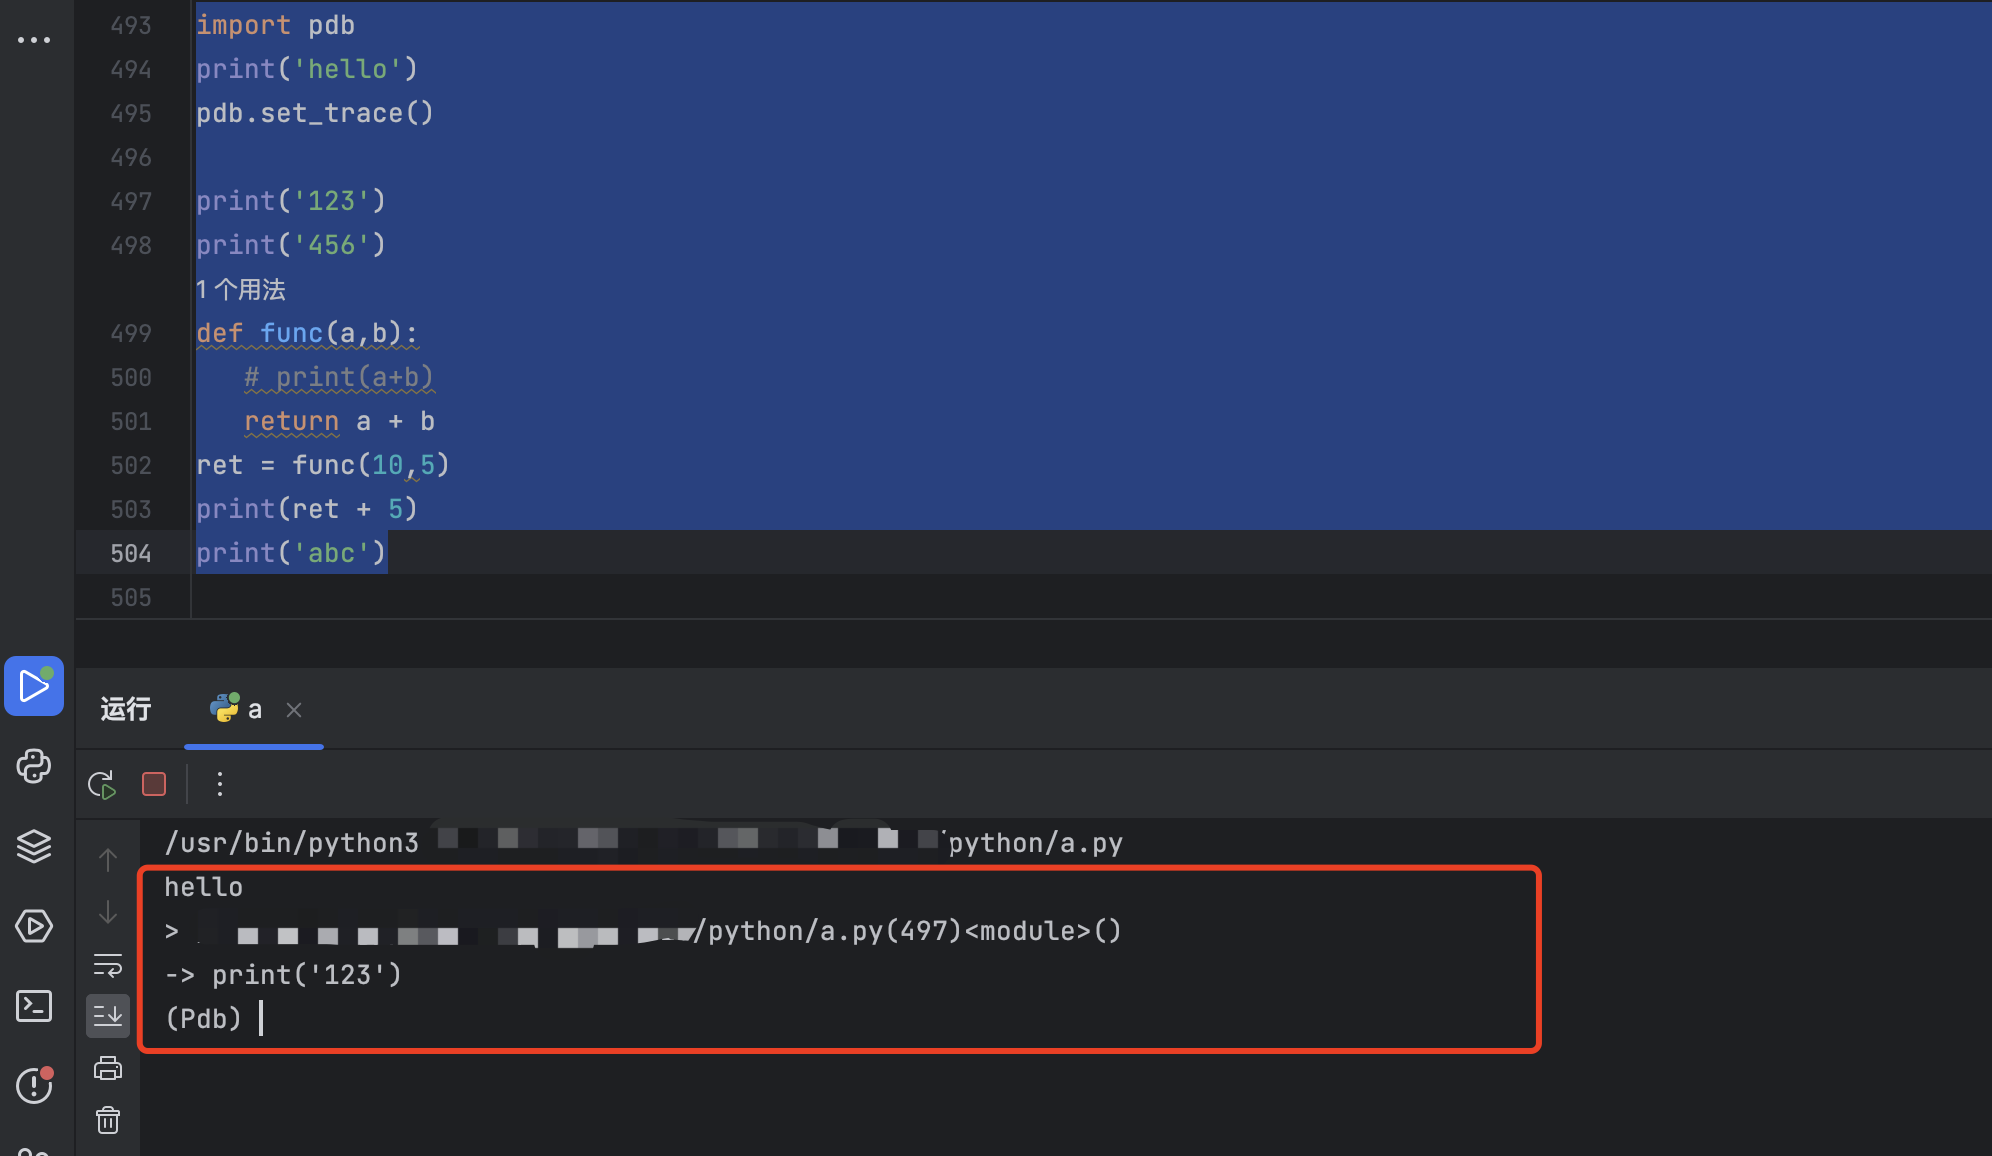 493 import pdb
494 print('hello')
495 pdb.set_trace()
496
497 print('123')
498 print('456')
1 个用法
499 def func(a,b):
500 # print(a+b)
501 return a + b
502 ret = func(10,5)
503 print(ret + 5)
504 print('abc')
505
运行 a
/usr/bin/python3 python/a.py
hello
> /python/a.py(497)<module>()
-> print('123')
(Pdb)